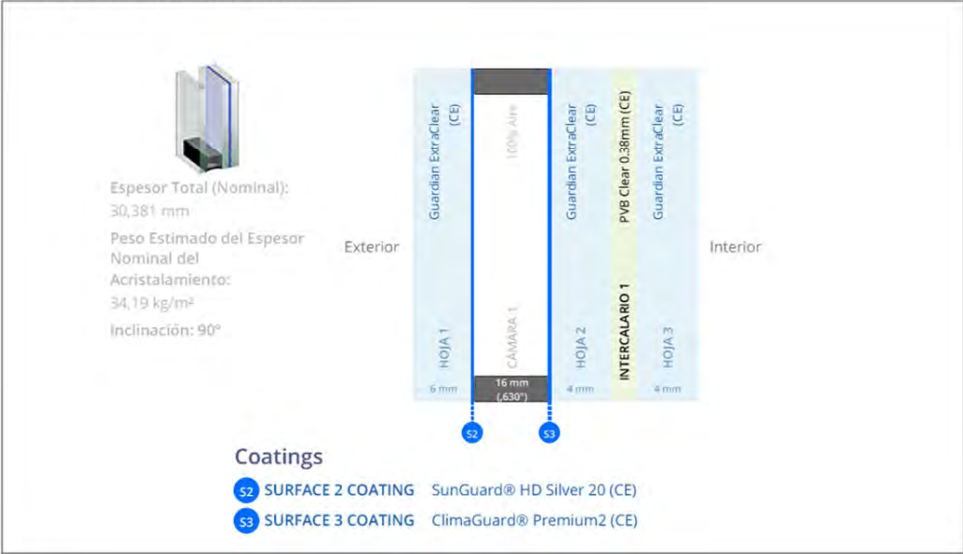 Espesor Total (Nominal):
30,381 mm
Peso Estimado del Espesor
Nominal del
Acristalamiento:
34,19 kg/m²
Inclinación: 90º
Exterior
Guardian ExtraClear
(CE)
HOJA 1
6 mm
100% Aire
CÁMARA 1
16 mm
(,630")
Guardian ExtraClear
(CE)
HOJA 2
4 mm
PVB Clear 0.38mm (CE)
INTERCALARIO 1
Guardian ExtraClear
(CE)
HOJA 3
4 mm
Interior
S2
S3
Coatings
S2 SURFACE 2 COATING SunGuard® HD Silver 20 (CE)
S3 SURFACE 3 COATING ClimaGuard® Premium2 (CE)